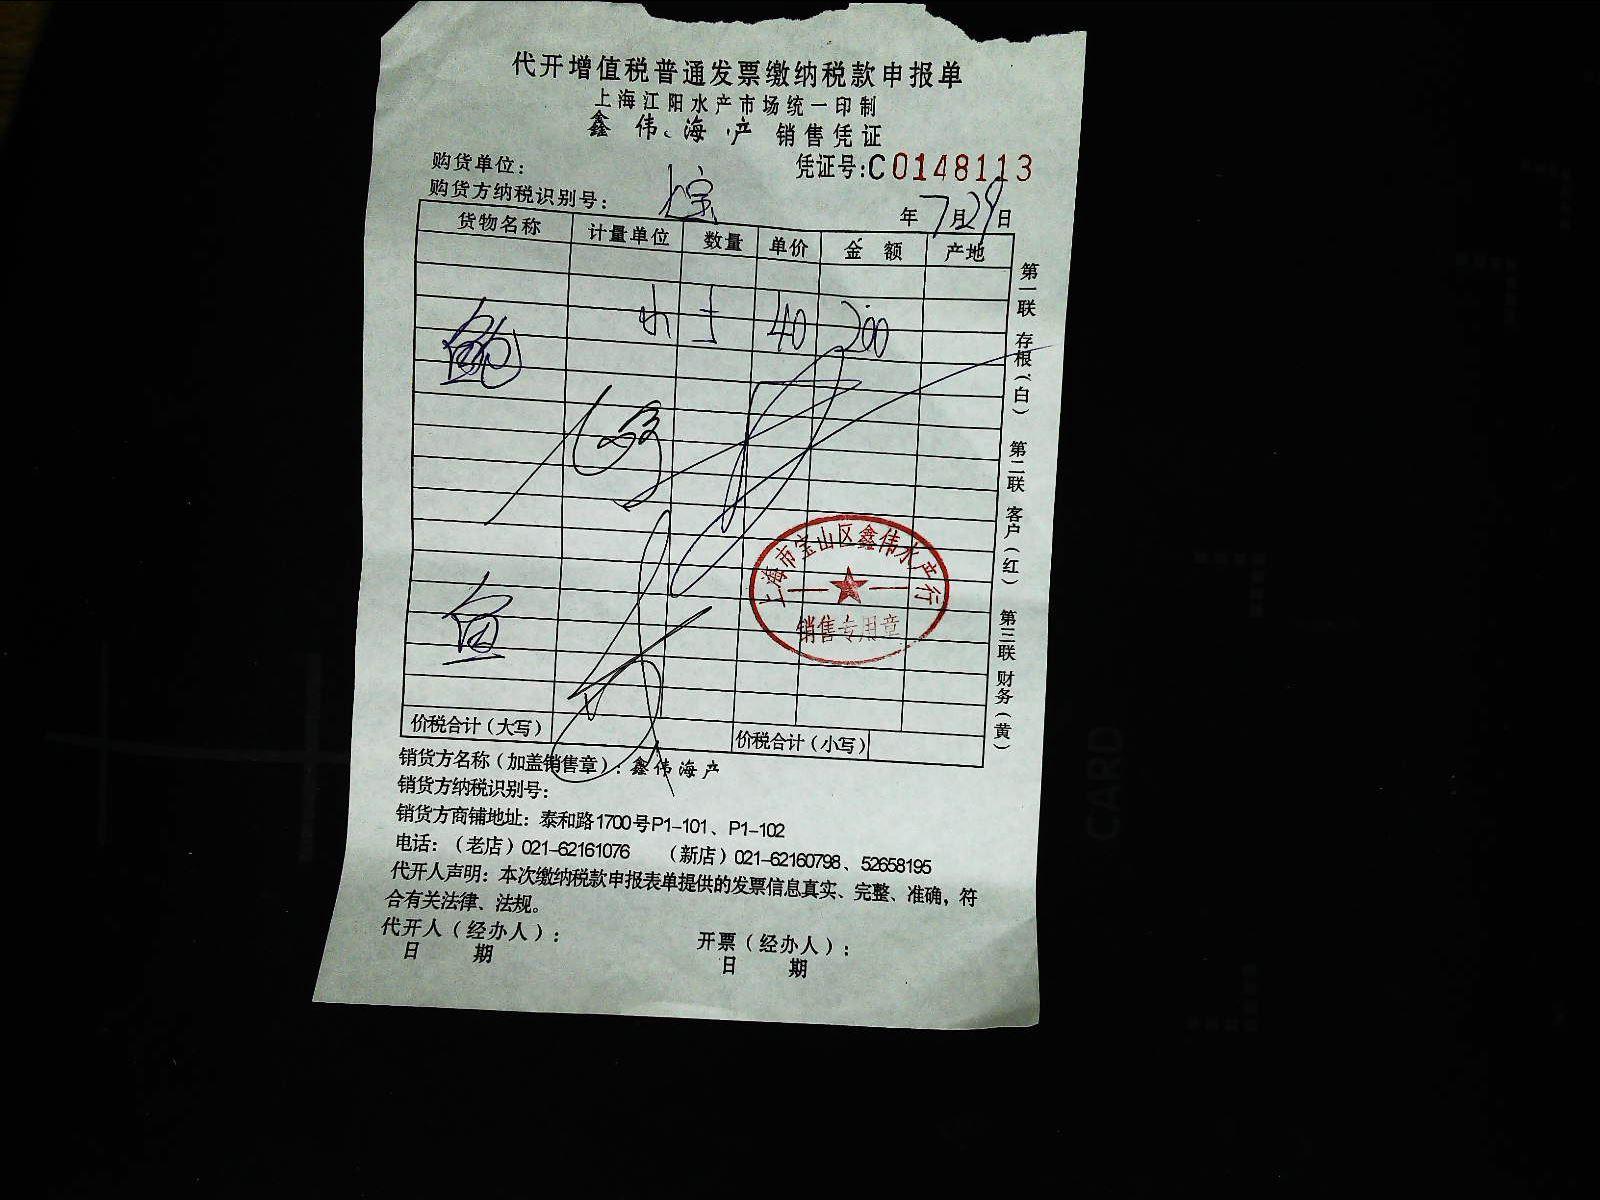 代开增值税普通发票缴纳税款申报单
上海江阳水产市场统一印制
鑫伟海产 销售凭证
购货单位：
凭证号:C0148113
购货方纳税识别号：
年7月29日
货物名称 计量单位 数量 单价 金额 产地
40 200
鲍
鱼
上海市宝山区鑫伟水产行
销售专用章
第一联 存根（白） 第二联 客户（红） 第三联 财务（黄）
价税合计（大写） 价税合计（小写）
销货方名称（加盖销售章）：鑫伟海产
销货方纳税识别号：
销货方商铺地址：泰和路1700号P1-101、P1-102
电话：（老店）021-62161076 （新店）021-62160798、52658195
代开人声明：本次缴纳税款申报表单提供的发票信息真实、完整、准确，符
合有关法律、法规。
代开人（经办人）： 开票（经办人）：
日 期 日 期
CARD